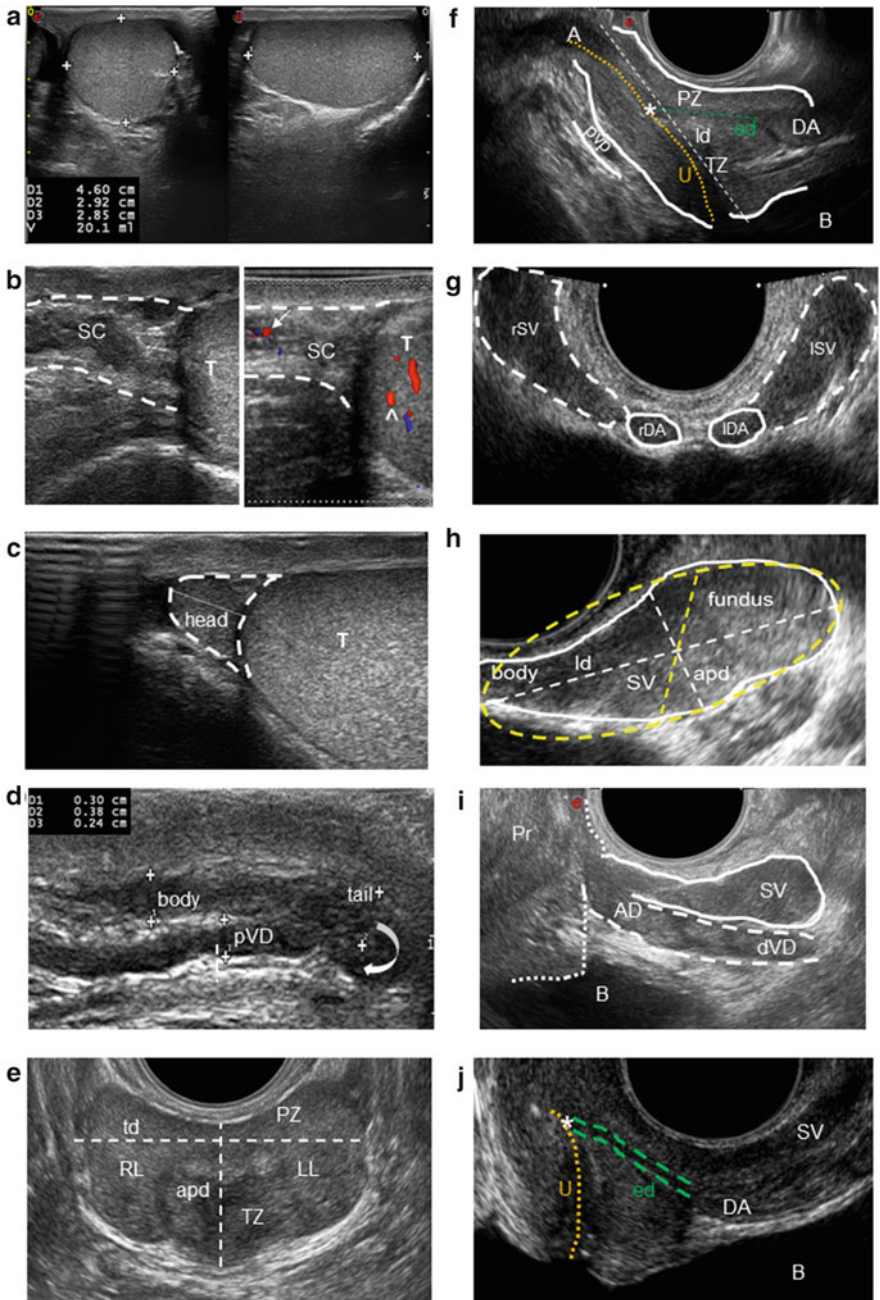 a
0
0
D1 4.60 cm
D2 2.92 cm
D3 2.85 cm
V 20.1 ml
b
SC
T
SC
T
c
head
T
d
D1 0.30 cm
D2 0.38 cm
D3 0.24 cm
body
tail
pVD
e
td
PZ
RL
LL
apd
TZ
f
A
PZ
*
ed
DA
ld
pvp
TZ
U
B
g
rSV
lSV
rDA
lDA
h
fundus
body
ld
SV
apd
i
Pr
SV
AD
dVD
B
j
*
SV
U
ed
DA
B